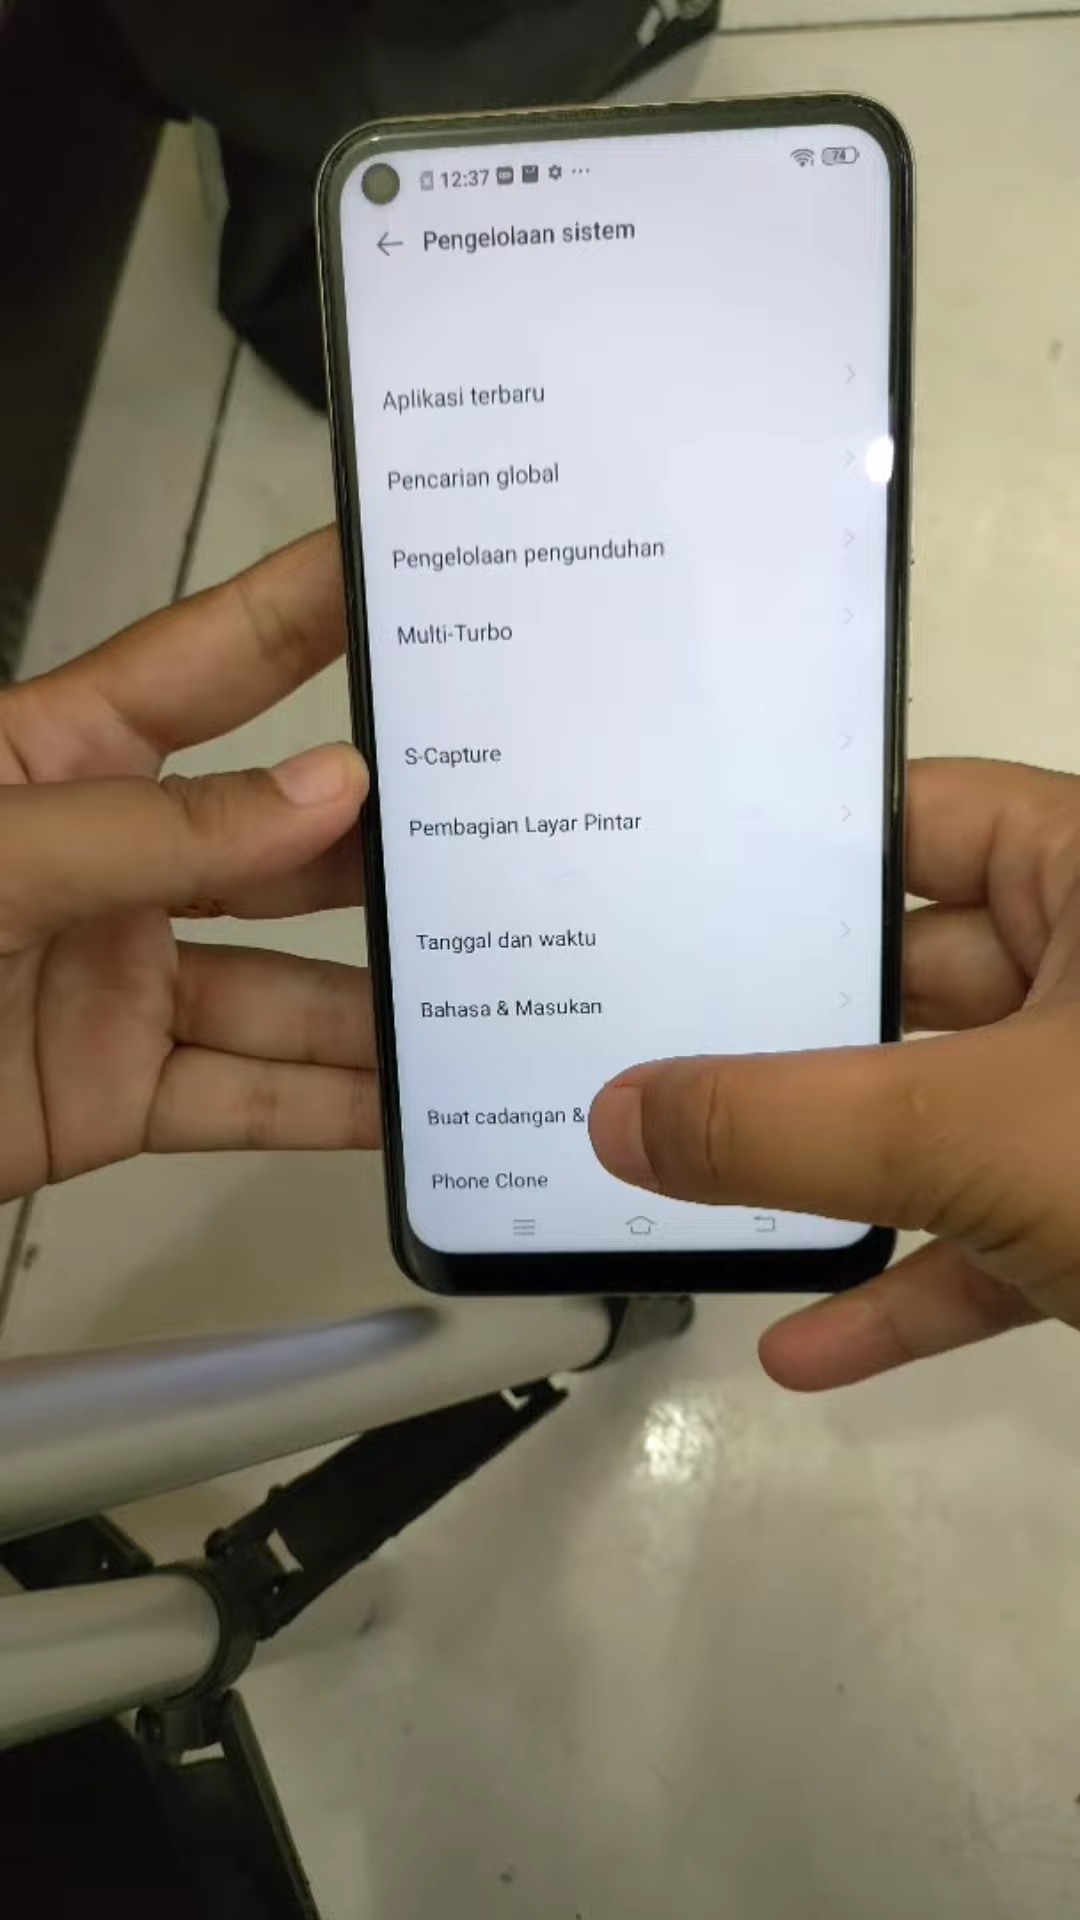 12:37
74
Pengelolaan sistem
Aplikasi terbaru
Pencarian global
Pengelolaan pengunduhan
Multi-Turbo
S-Capture
Pembagian Layar Pintar
Tanggal dan waktu
Bahasa & Masukan
Buat cadangan &
Phone Clone